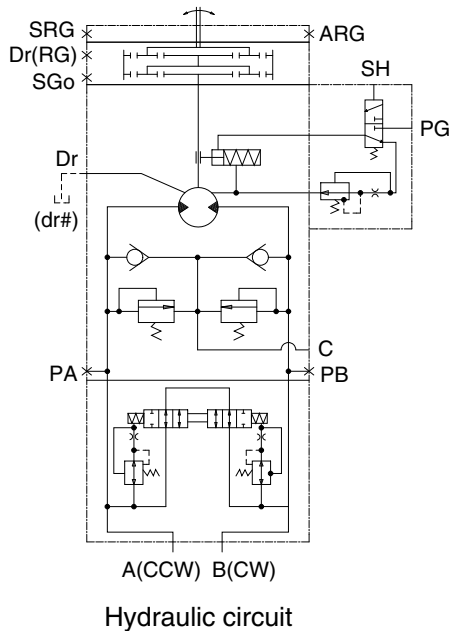 SRG
ARG
Dr(RG)
SGo
SH
PG
Dr
(dr#)
C
PA
PB
A(CCW) B(CW)
Hydraulic circuit